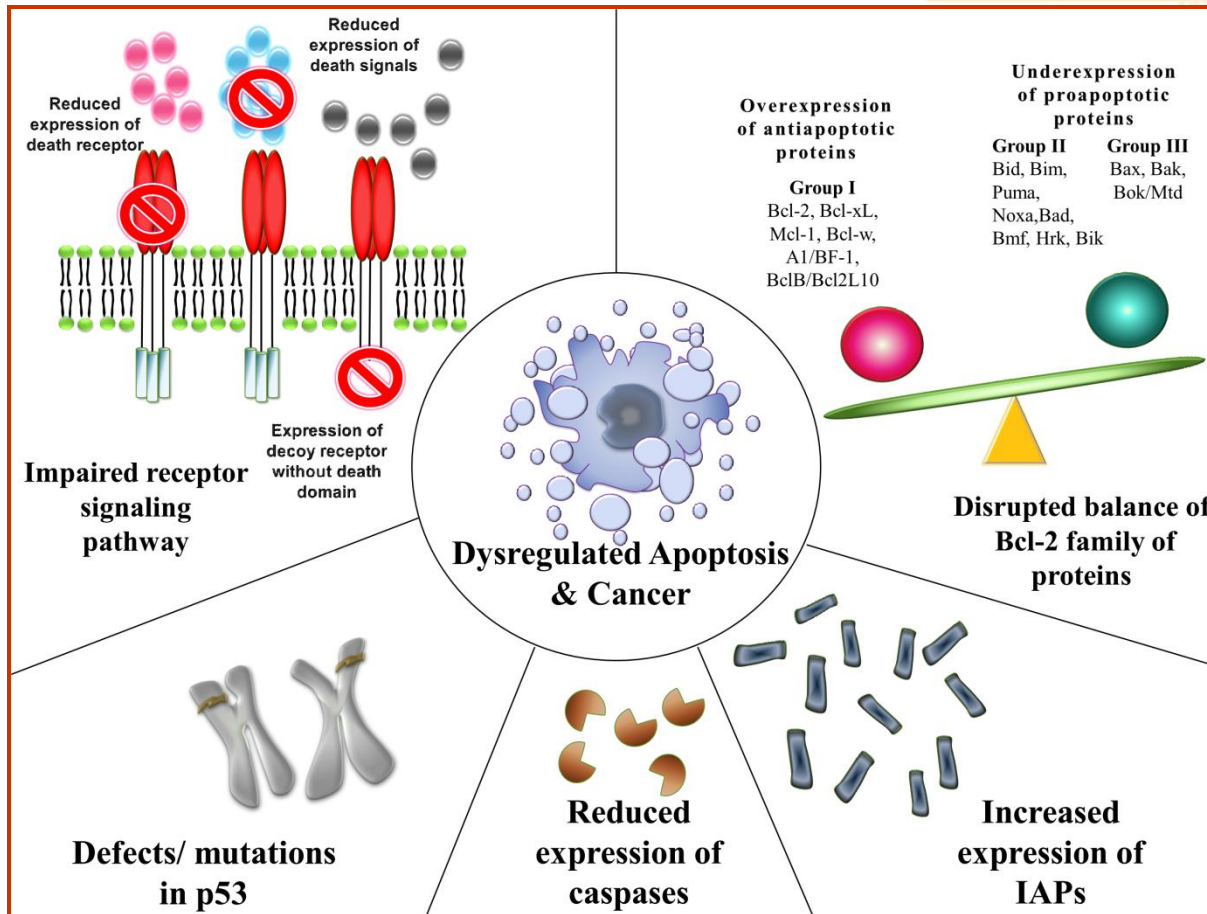 Reduced
expression of
death signals
Reduced
expression of
death receptor
Expression of
decoy receptor
without death
domain
Impaired receptor
signaling
pathway
Overexpression
of antiapoptotic
proteins
Group I
Bcl-2, Bcl-xL,
Mcl-1, Bcl-w,
A1/BF-1,
BclB/Bcl2L10
Underexpression
of proapoptotic
proteins
Group II
Bid, Bim,
Puma,
Noxa,Bad,
Bmf, Hrk, Bik
Group III
Bax, Bak,
Bok/Mtd
Disrupted balance of
Bcl-2 family of
proteins
Dysregulated Apoptosis
& Cancer
Defects/ mutations
in p53
Reduced
expression of
caspases
Increased
expression of
IAPs